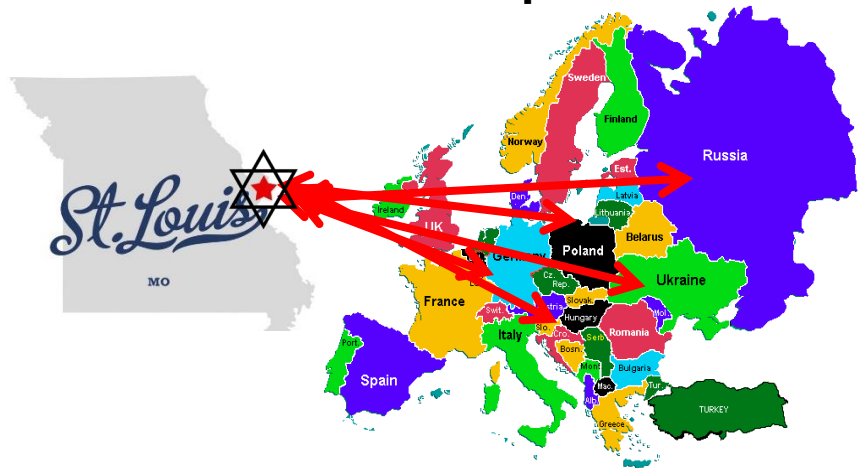 St. Louis
MO
Sweden
Finland
Norway
Russia
Est.
Latvia
Den.
Lithuania
Ireland
UK
Belarus
Poland
Germany
Cz.
Rep.
Ukraine
France
Slovak.
Swit.
Hungary
Mol
Slo.
Cro.
Romania
Italy
Serb
Bosn.
Port.
Mont
Bulgaria
Spain
Mac.
Tur.
Alb.
TURKEY
Greece